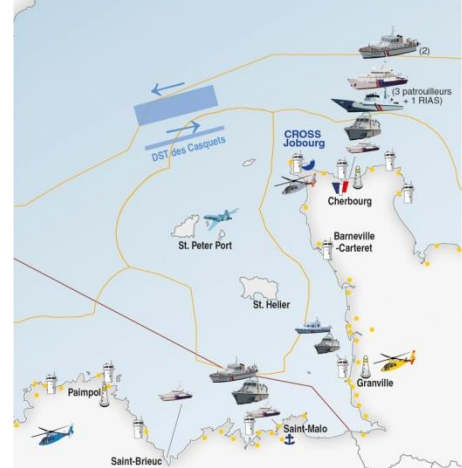 (2)
(3 patrouilleurs
+ 1 RIAS)
CROSS
Jobourg
DST des Casquets
Cherbourg
St. Peter Port
Barneville
-Carteret
St. Helier
Granville
Paimpol
Saint-Malo
Saint-Brieuc